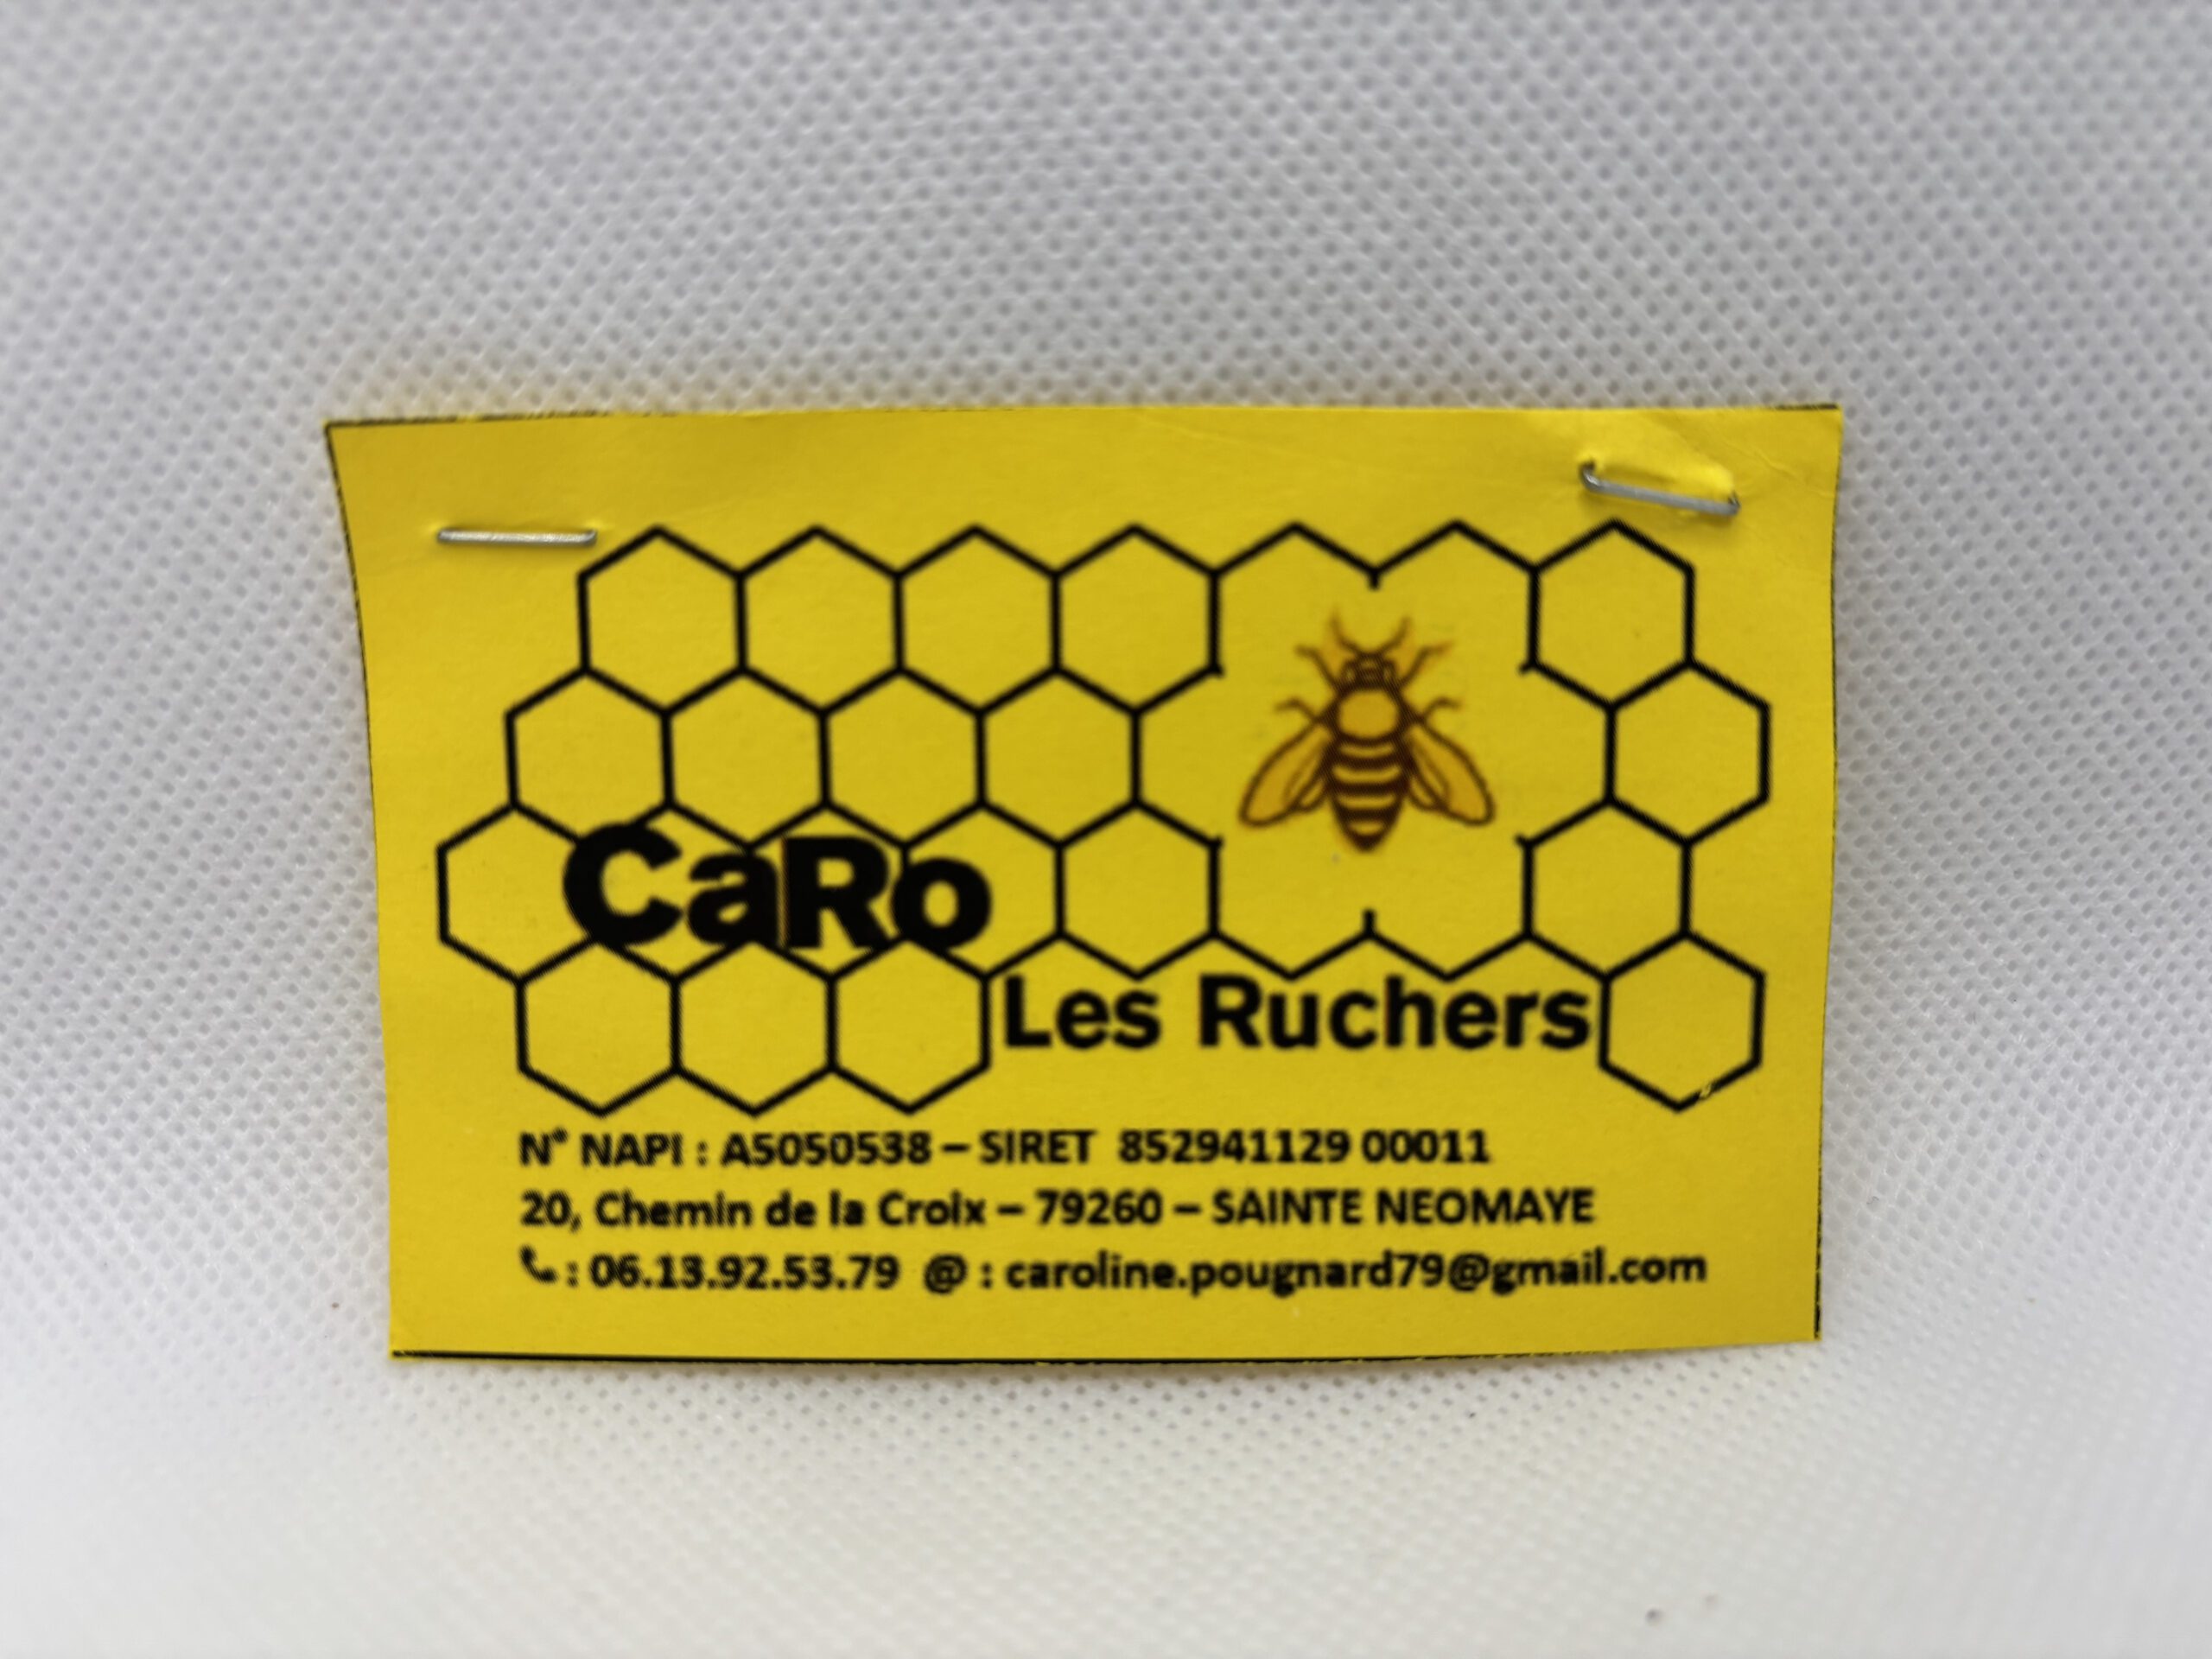 CaRo
Les Ruchers
N° NAPI : A5050538 – SIRET 852941129 00011
20, Chemin de la Croix – 79260 – SAINTE NEOMAYE
📞 : 06.13.92.53.79 @ : caroline.pougnard79@gmail.com